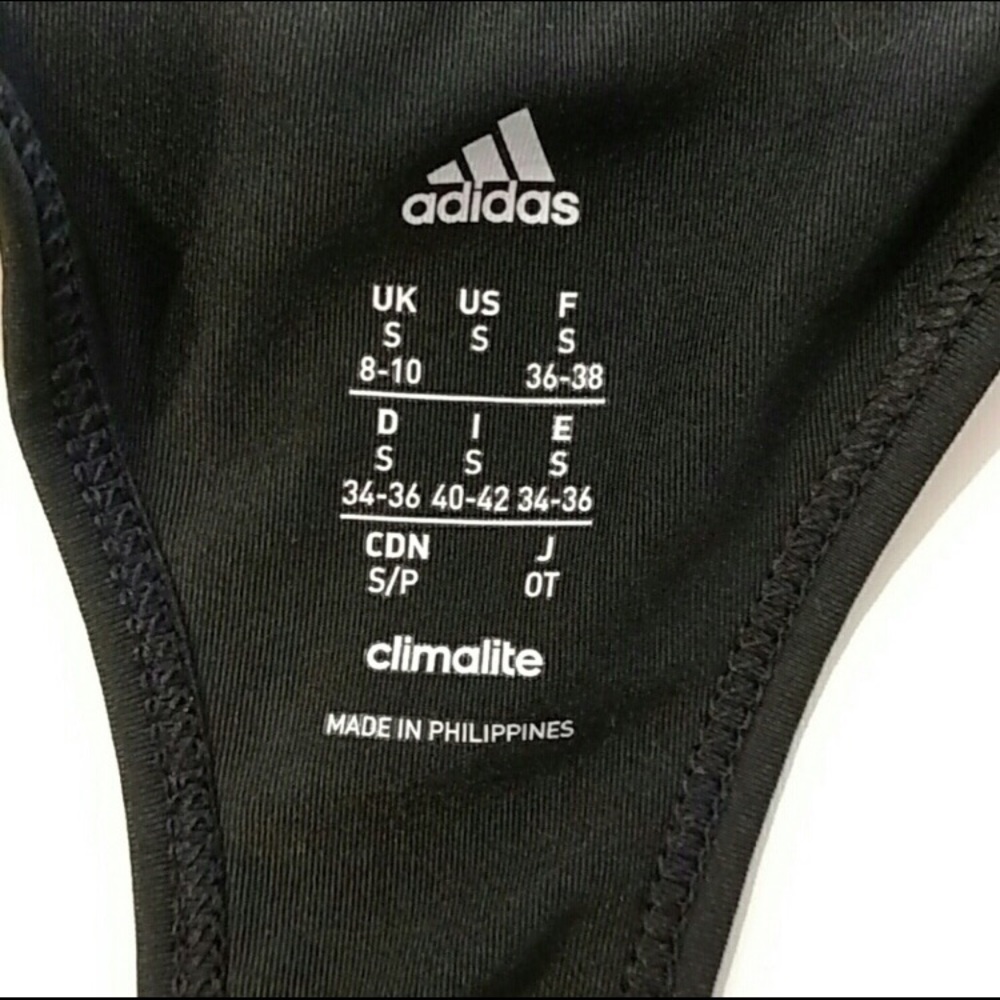 adidas
UK US F
S S S
8-10 36-38
D I E
S S S
34-36 40-42 34-36
CDN J
S/P OT
climalite
MADE IN PHILIPPINES